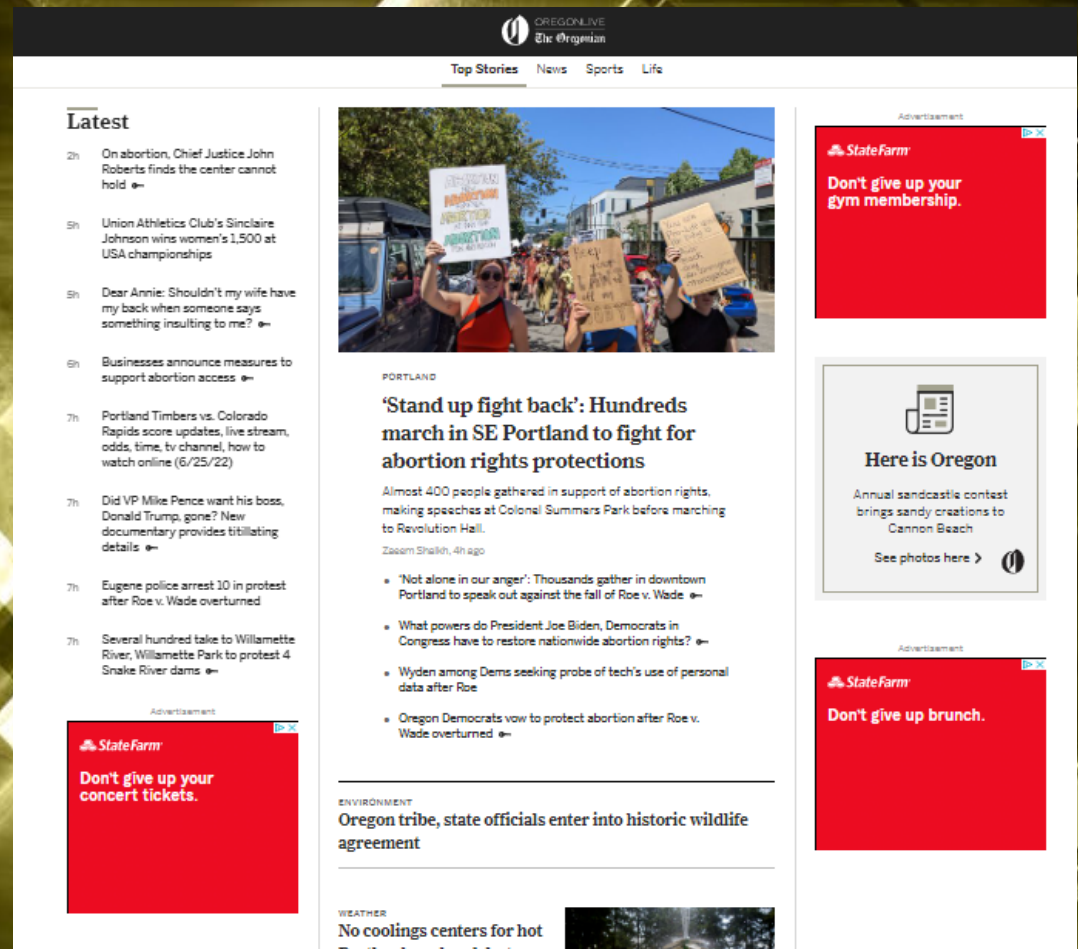 OREGONLIVE
The Oregonian
Top Stories News Sports Life
Latest
2h
On abortion, Chief Justice John
Roberts finds the center cannot
hold
5h
Union Athletics Club's Sinclaire
Johnson wins women's 1,500 at
USA championships
5h
Dear Annie: Shouldn't my wife have
my back when someone says
something insulting to me?
6h
Businesses announce measures to
support abortion access
7h
Portland Timbers vs. Colorado
Rapids score updates, live stream,
odds, time, tv channel, how to
watch online (6/25/22)
7h
Did VP Mike Pence want his boss,
Donald Trump, gone? New
documentary provides titillating
details
7h
Eugene police arrest 10 in protest
after Roe v. Wade overturned
7h
Several hundred take to Willamette
River, Willamette Park to protest 4
Snake River dams
Advertisement
StateFarm
Don't give up your
concert tickets.
ABORTION
ABORTION
PORTLAND
‘Stand up fight back’: Hundreds
march in SE Portland to fight for
abortion rights protections
Almost 400 people gathered in support of abortion rights,
making speeches at Colonel Summers Park before marching
to Revolution Hall.
Zaeem Shaikh, 4h ago
• ‘Not alone in our anger’: Thousands gather in downtown
Portland to speak out against the fall of Roe v. Wade
• What powers do President Joe Biden, Democrats in
Congress have to restore nationwide abortion rights?
• Wyden among Dems seeking probe of tech's use of personal
data after Roe
• Oregon Democrats vow to protect abortion after Roe v.
Wade overturned
ENVIRONMENT
Oregon tribe, state officials enter into historic wildlife
agreement
WEATHER
No coolings centers for hot
Advertisement
StateFarm
Don't give up your
gym membership.
Here is Oregon
Annual sandcastle contest
brings sandy creations to
Cannon Beach
See photos here >
Advertisement
StateFarm
Don't give up brunch.